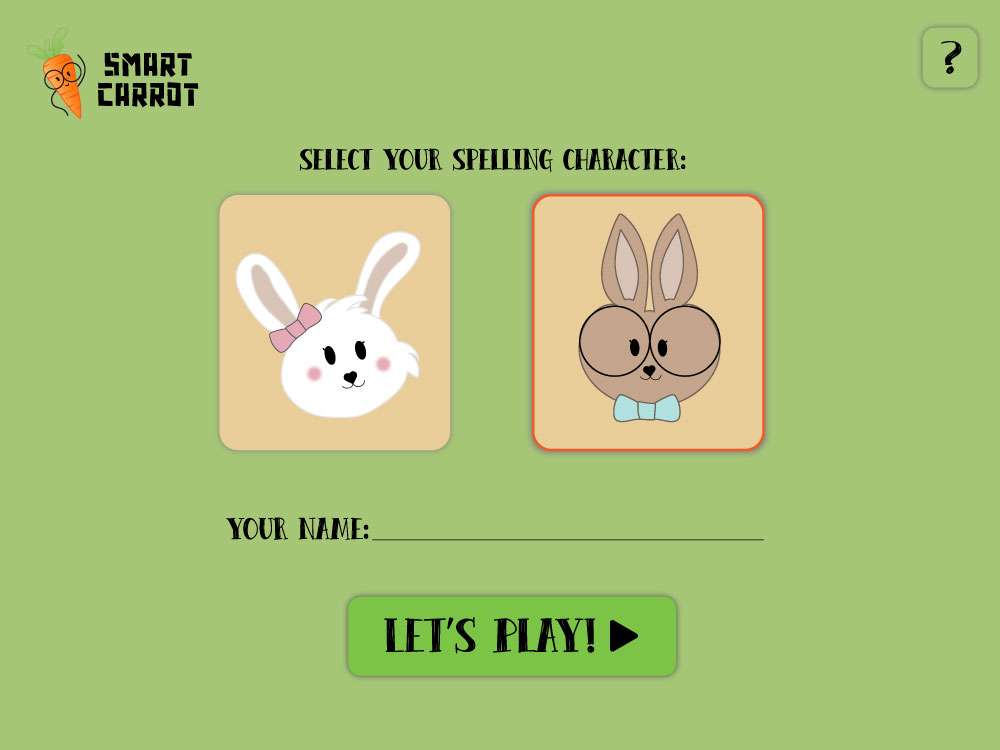 SMART
CARROT
?
SELECT YOUR SPELLING CHARACTER:
YOUR NAME:
LET'S PLAY!